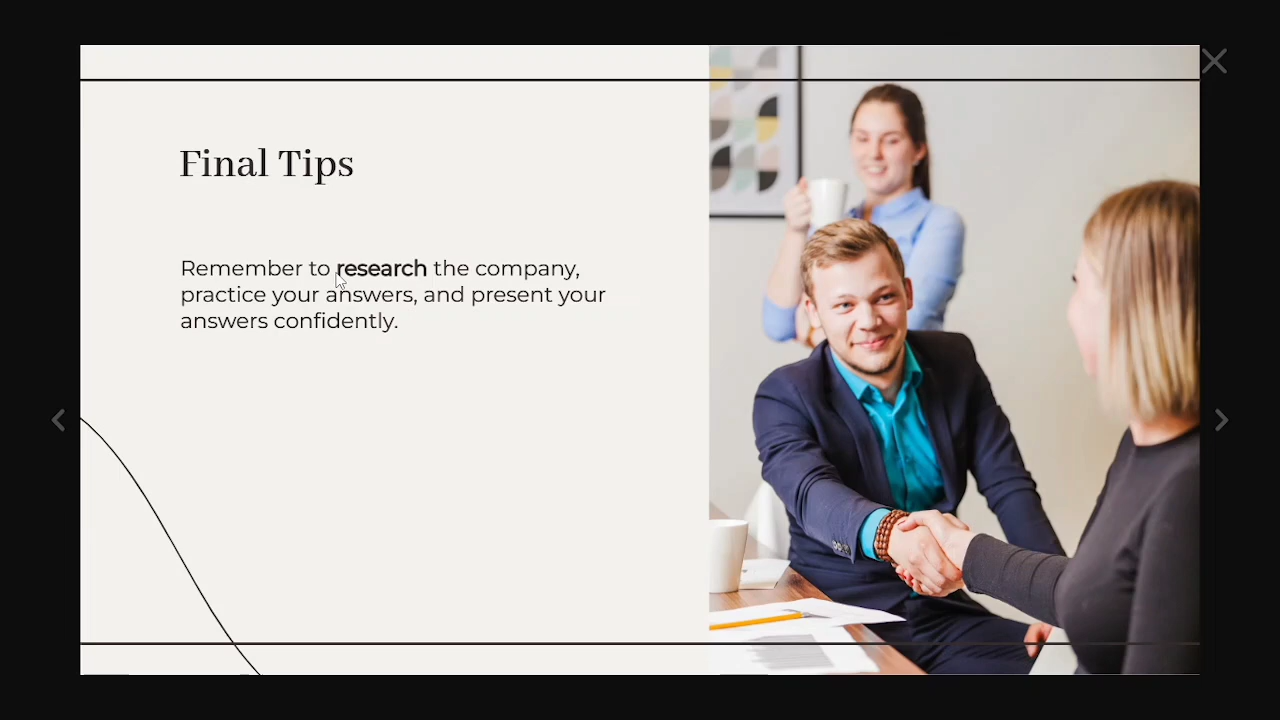 Final Tips
Remember to research the company,
practice your answers, and present your
answers confidently.